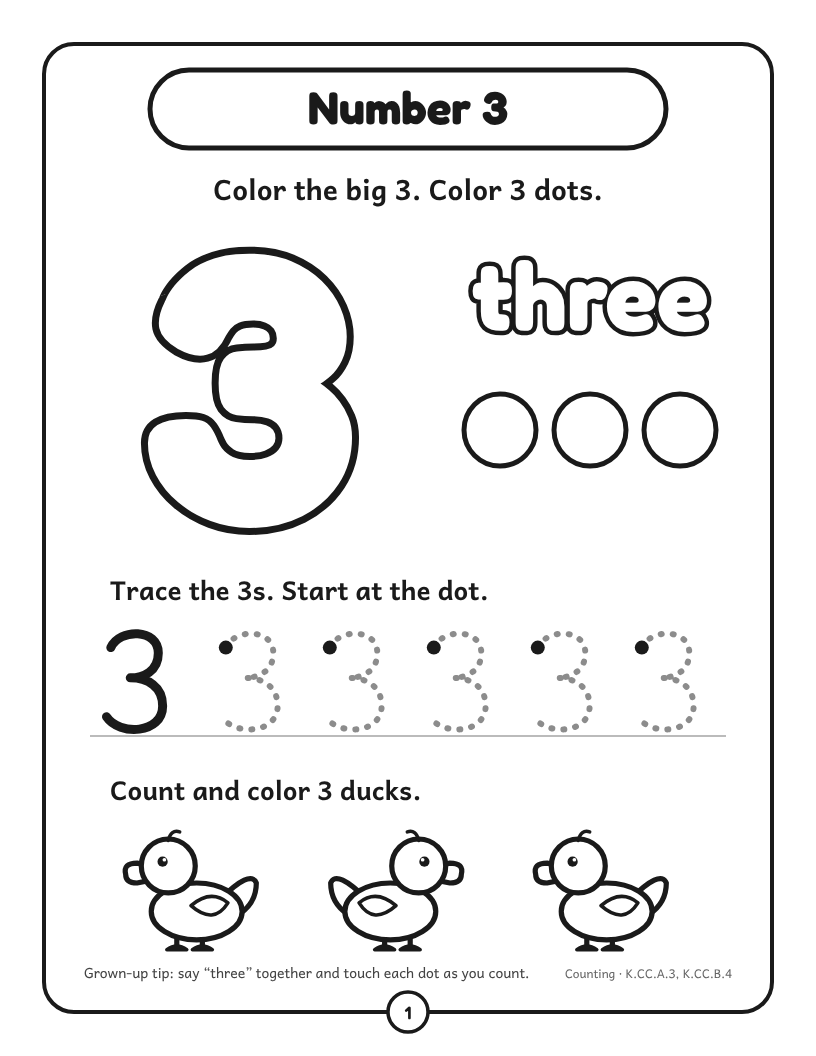 Number 3
Color the big 3. Color 3 dots.
3
three
Trace the 3s. Start at the dot.
3 3 3 3 3 3
Count and color 3 ducks.
Grown-up tip: say “three” together and touch each dot as you count.
Counting · K.CC.A.3, K.CC.B.4
1